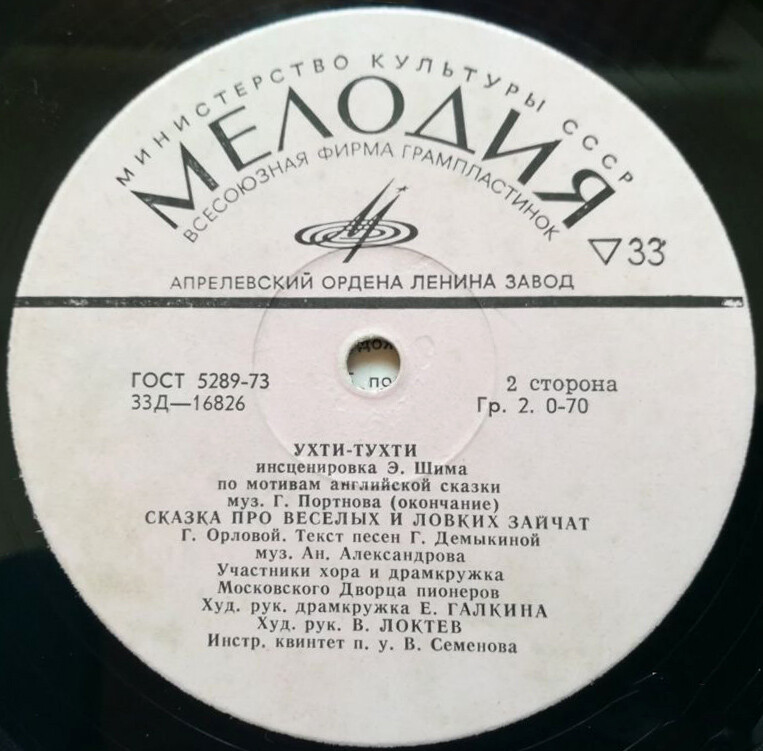 МИНИСТЕРСТВО КУЛЬТУРЫ СССР
МЕЛОДИЯ
ВСЕСОЮЗНАЯ ФИРМА ГРАМПЛАСТИНОК
33
АПРЕЛЕВСКИЙ ОРДЕНА ЛЕНИНА ЗАВОД
по
ГОСТ 5289-73
33Д—16826
2 сторона
Гр. 2. 0-70
УХТИ-ТУХТИ
инсценировка Э. Шима
по мотивам английской сказки
муз. Г. Портнова (окончание)
СКАЗКА ПРО ВЕСЕЛЫХ И ЛОВКИХ ЗАЙЧАТ
Г. Орловой. Текст песен Г. Демыкиной
муз. Ан. Александрова
Участники хора и драмкружка
Московского Дворца пионеров
Худ. рук. драмкружка Е. ГАЛКИНА
Худ. рук. В. ЛОКТЕВ
Инстр. квинтет п. у. В. Семенова